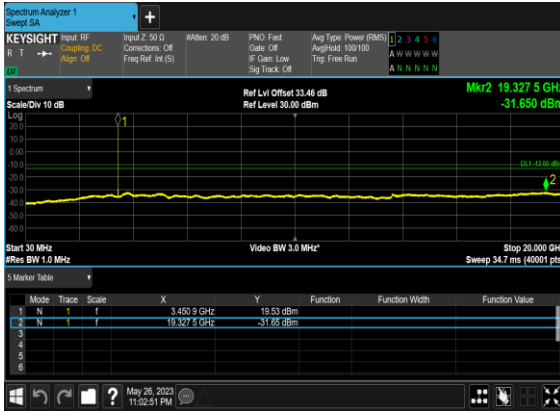 Spectrum Analyzer 1
Swept SA
+
KEYSIGHT Input: RF Input Z: 50 Ω #Atten: 20 dB PNO: Fast Avg Type: Power (RMS) 1 2 3 4 5 6
R T Coupling: DC Corrections: Off Gate: Off Avg|Hold: 100/100 A W W W W W
Align: Off Freq Ref: Int (S) IF Gain: Low Trig: Free Run
Sig Track: Off A N N N N N
1 Spectrum Ref Lvl Offset 33.46 dB Mkr2 19.327 5 GHz
Scale/Div 10 dB Ref Level 30.00 dBm -31.650 dBm
Log
20.0
10.0
0.00
-10.0
-20.0
-30.0
-40.0
-50.0
-60.0
1
DL1 -13.00 dBm
2
Start 30 MHz Video BW 3.0 MHz* Stop 20.000 GHz
#Res BW 1.0 MHz Sweep 34.7 ms (40001 pts)
5 Marker Table
Mode Trace Scale X Y Function Function Width Function Value
1 N 1 f 3.450 9 GHz 19.53 dBm
2 N 1 f 19.327 5 GHz -31.65 dBm
3
4
5
6
? May 26, 2023
11:02:51 PM